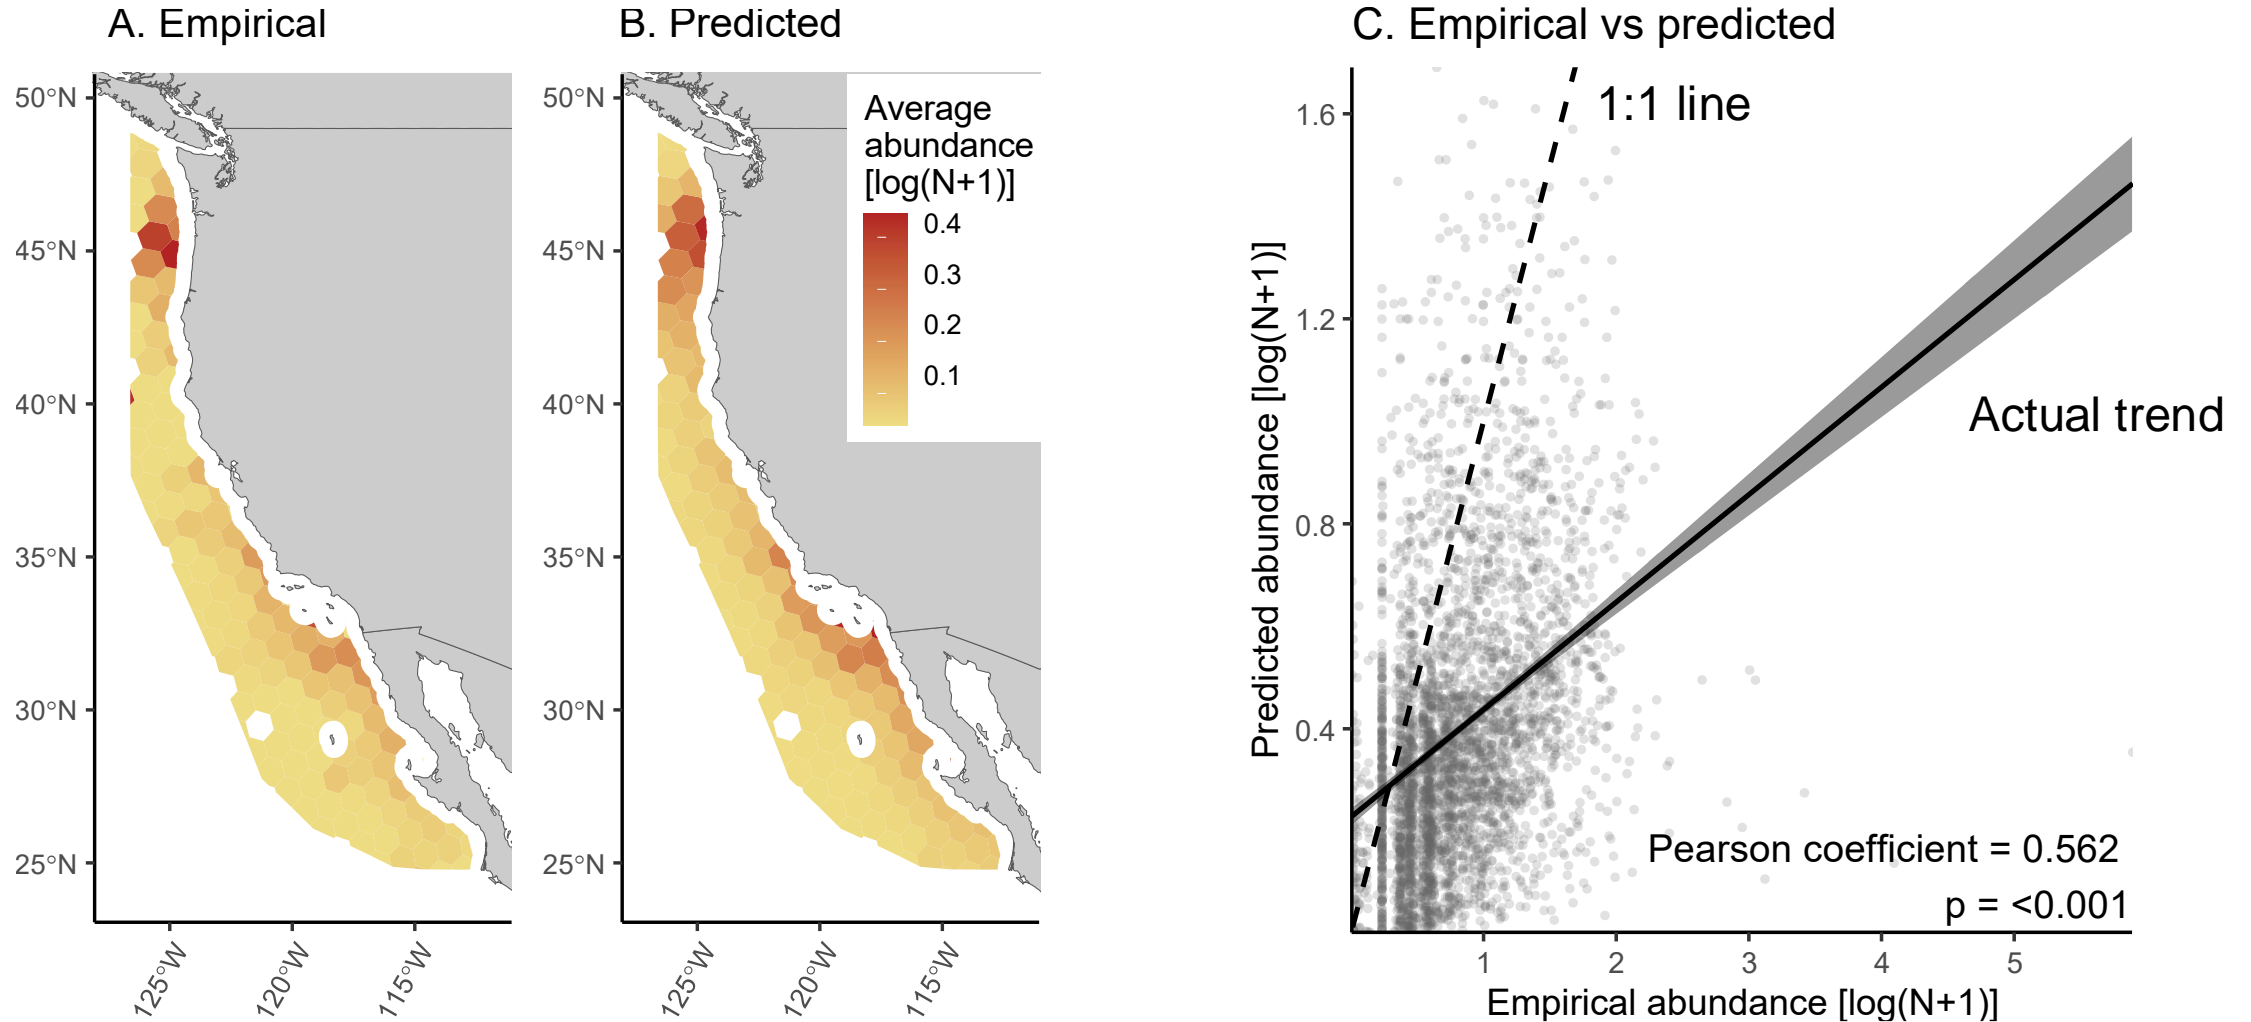 A. Empirical
50°N
45°N
40°N
35°N
30°N
25°N
125°W
120°W
115°W
B. Predicted
50°N
45°N
40°N
35°N
30°N
25°N
125°W
120°W
115°W
Average
abundance
[log(N+1)]
0.4
0.3
0.2
0.1
C. Empirical vs predicted
1:1 line
Actual trend
Pearson coefficient = 0.562
p = <0.001
Predicted abundance [log(N+1)]
1.6
1.2
0.8
0.4
1
2
3
4
5
Empirical abundance [log(N+1)]